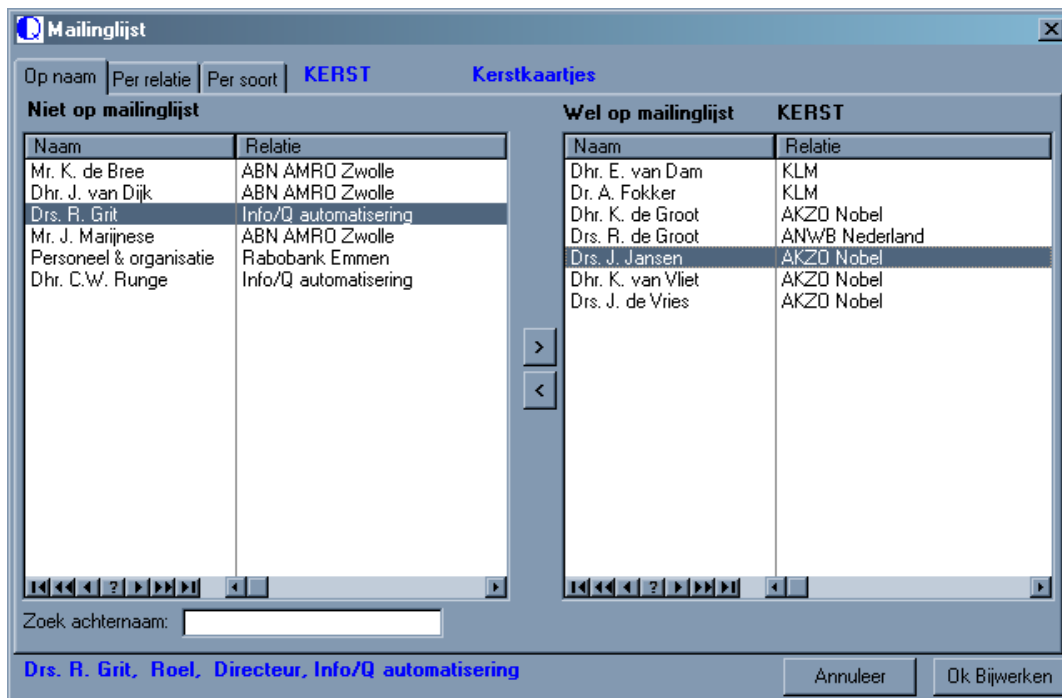 Mailinglijst
Op naam Per relatie Per soort KERST Kerstkaartjes
Niet op mailinglijst
Naam Relatie
Mr. K. de Bree ABN AMRO Zwolle
Dhr. J. van Dijk ABN AMRO Zwolle
Drs. R. Grit Info/Q automatisering
Mr. J. Marijnese ABN AMRO Zwolle
Personeel & organisatie Rabobank Emmen
Dhr. C.W. Runge Info/Q automatisering
>
<
Wel op mailinglijst KERST
Naam Relatie
Dhr. E. van Dam KLM
Dr. A. Fokker KLM
Dhr. K. de Groot AKZO Nobel
Drs. R. de Groot ANWB Nederland
Drs. J. Jansen AKZO Nobel
Dhr. K. van Vliet AKZO Nobel
Drs. J. de Vries AKZO Nobel
?
?
Zoek achternaam:
Drs. R. Grit, Roel, Directeur, Info/Q automatisering
Annuleer Ok Bijwerken